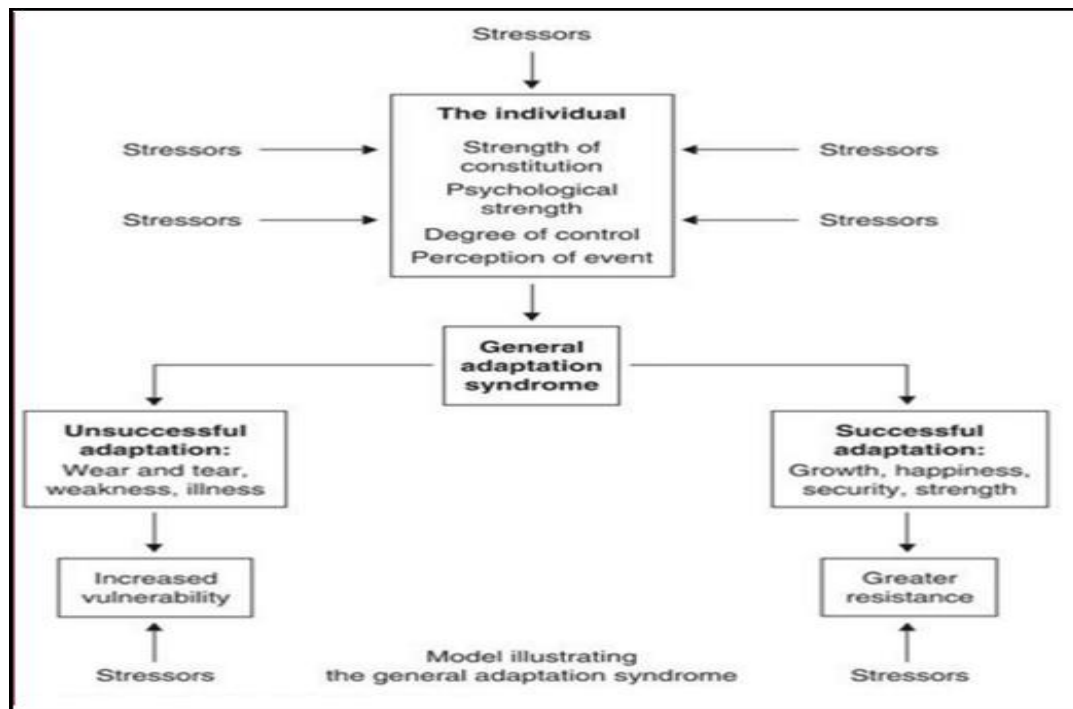 Stressors
The individual
Strength of
constitution
Psychological
strength
Degree of control
Perception of event
Stressors
Stressors
Stressors
Stressors
General
adaptation
syndrome
Unsuccessful
adaptation:
Wear and tear,
weakness, illness
Successful
adaptation:
Growth, happiness,
security, strength
Increased
vulnerability
Greater
resistance
Stressors
Model illustrating
the general adaptation syndrome
Stressors